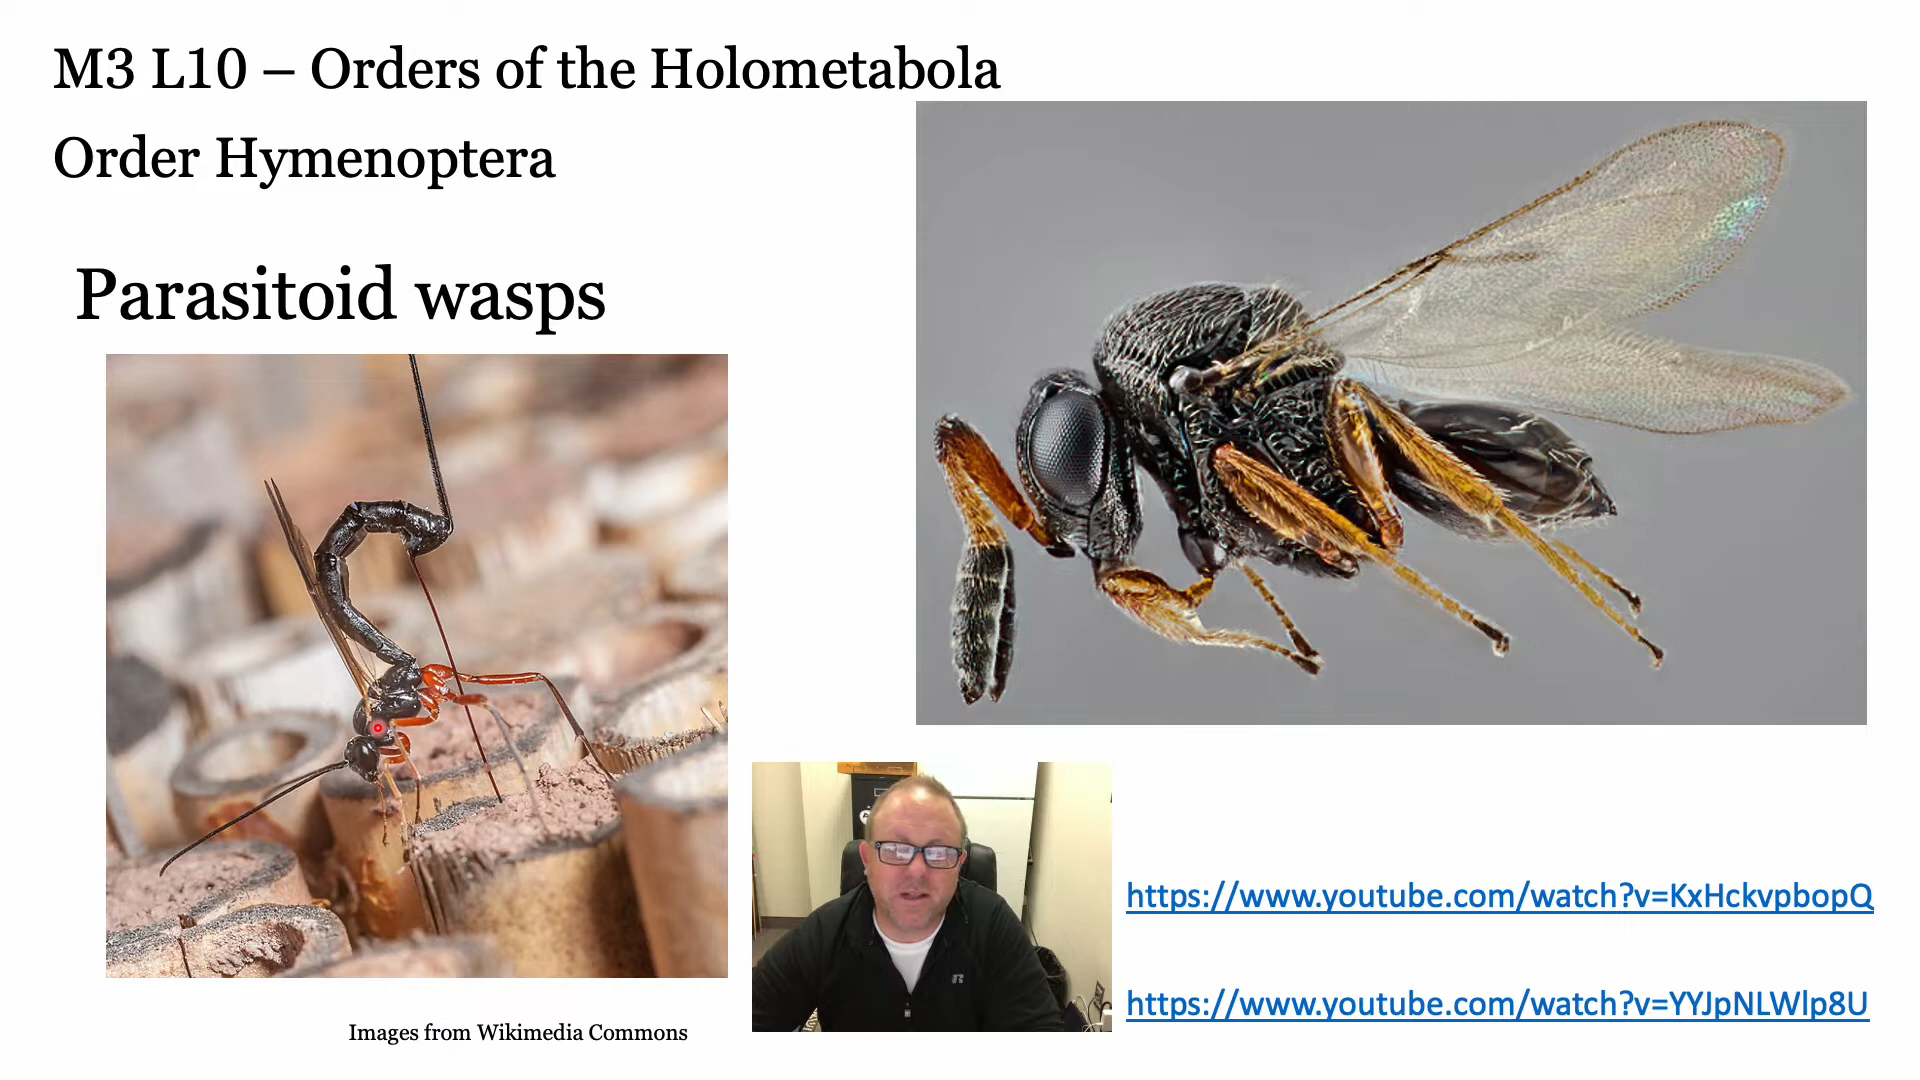 M3 L10 – Orders of the Holometabola
Order Hymenoptera
Parasitoid wasps
https://www.youtube.com/watch?v=KxHckvpbopQ
https://www.youtube.com/watch?v=YYJpNLWlp8U
Images from Wikimedia Commons